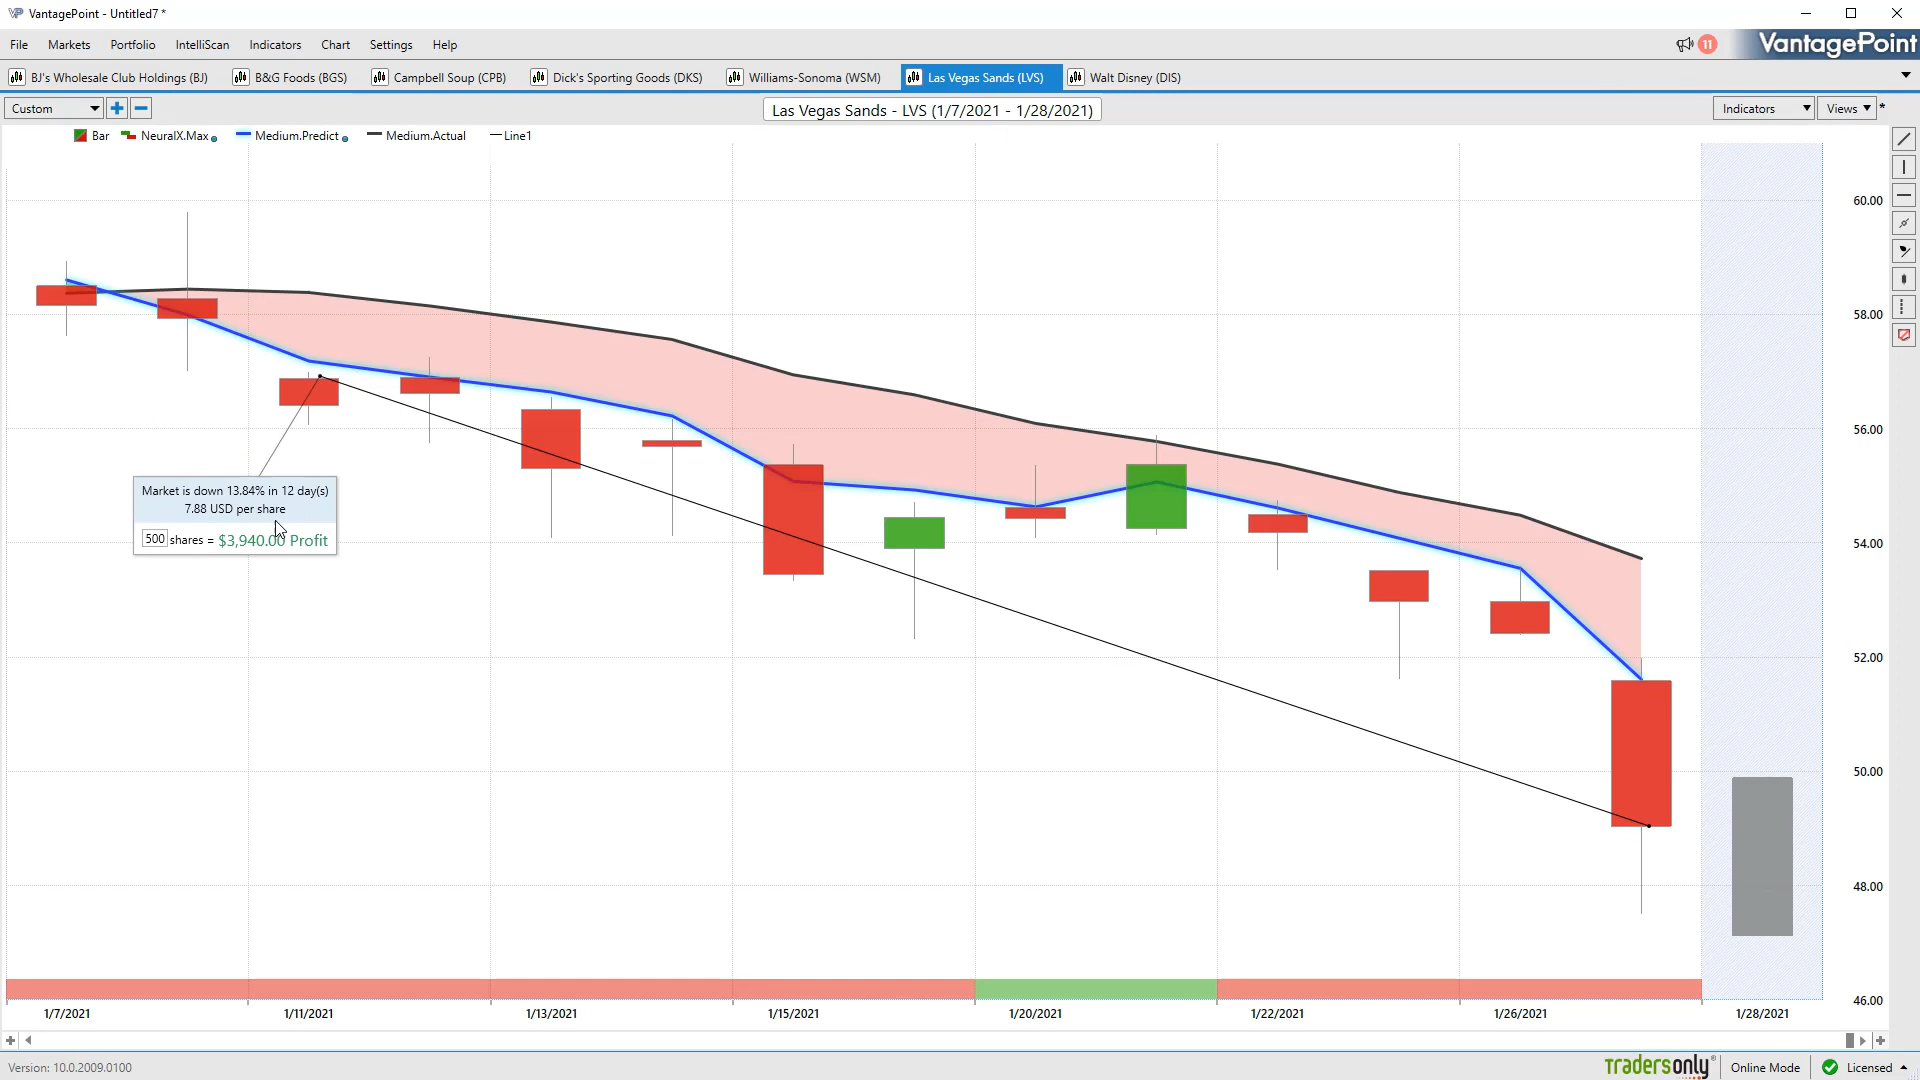 VantagePoint - Untitled7 *
File Markets Portfolio IntelliScan Indicators Chart Settings Help 11 VantagePoint
BJ's Wholesale Club Holdings (BJ) B&G Foods (BGS) Campbell Soup (CPB) Dick's Sporting Goods (DKS) Williams-Sonoma (WSM) Las Vegas Sands (LVS) Walt Disney (DIS)
Custom Las Vegas Sands - LVS (1/7/2021 - 1/28/2021) Indicators Views *
Bar NeuralX.Max Medium.Predict Medium.Actual Line1
60.00
58.00
56.00
Market is down 13.84% in 12 day(s)
7.88 USD per share
500 shares = $3,940.00 Profit
54.00
52.00
50.00
48.00
46.00
1/7/2021 1/11/2021 1/13/2021 1/15/2021 1/20/2021 1/22/2021 1/26/2021 1/28/2021
Version: 10.0.2009.0100 tradersonly Online Mode Licensed